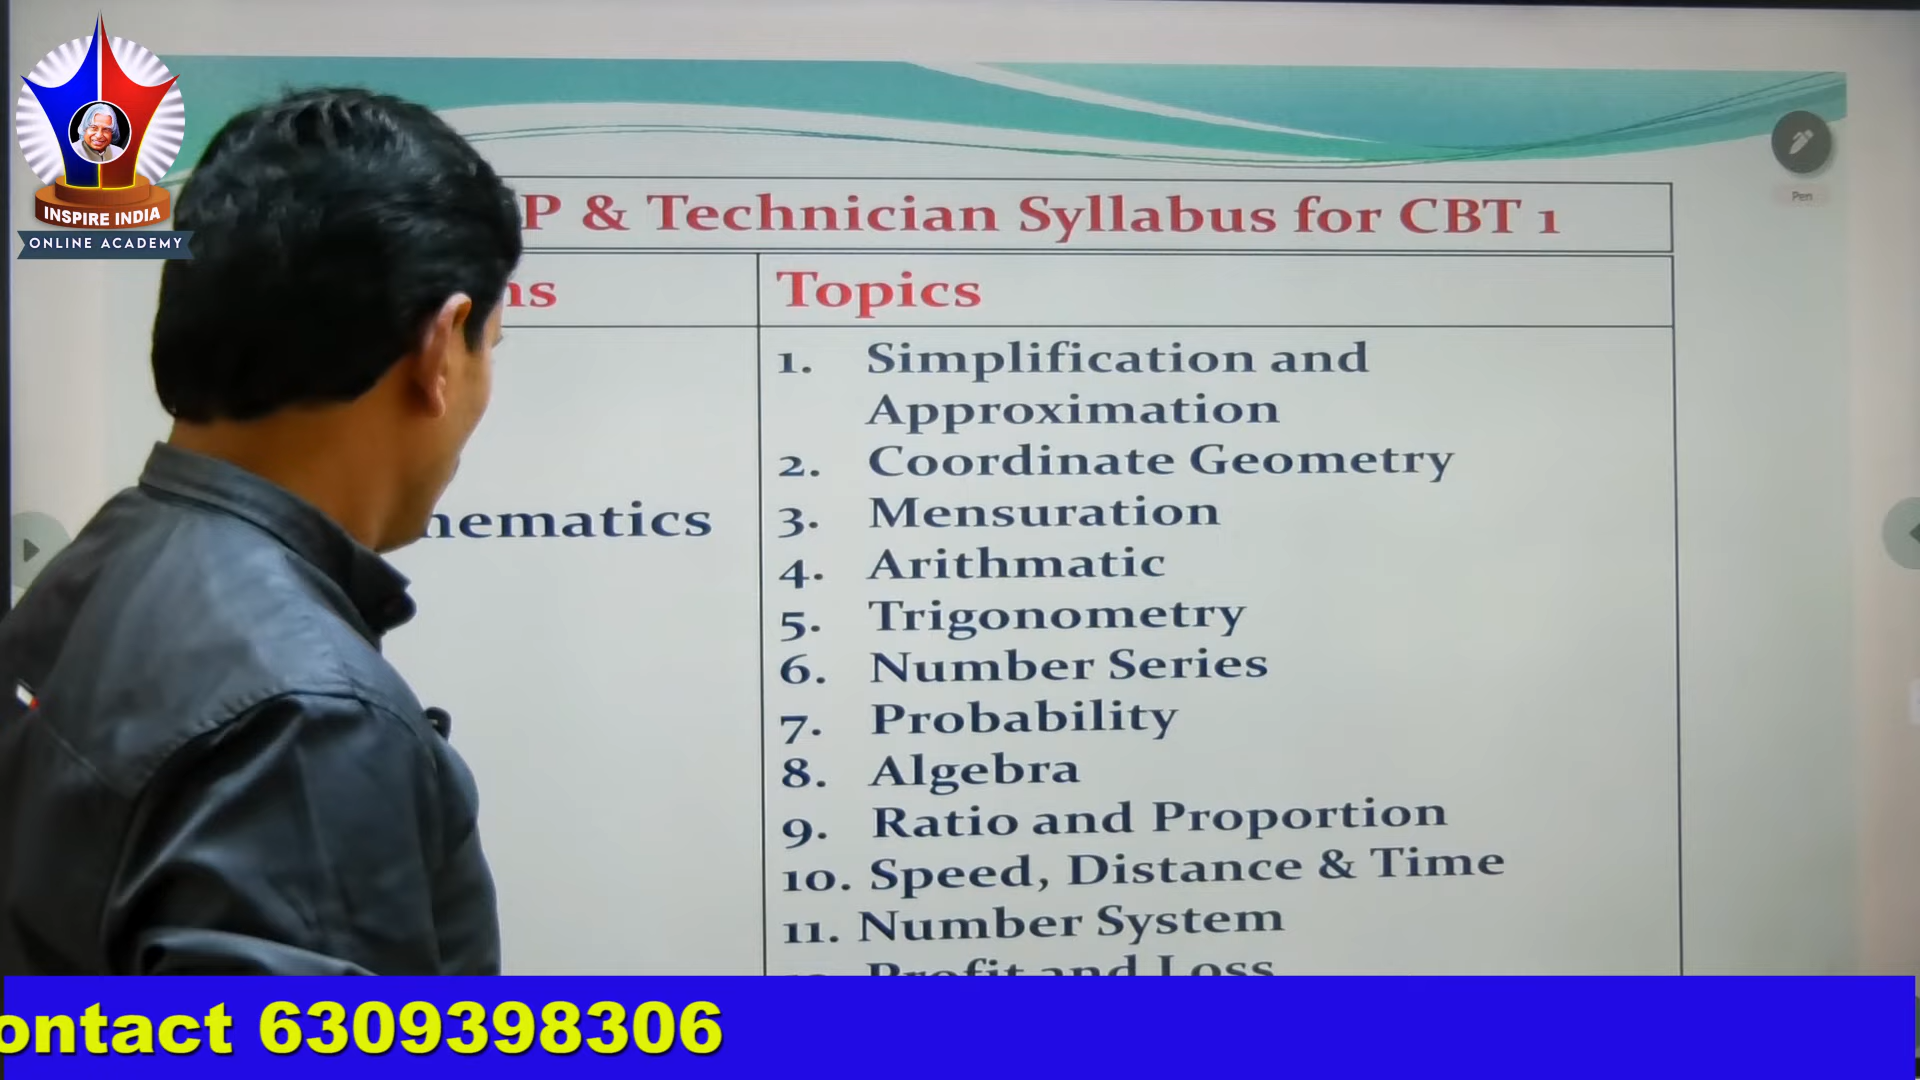 INSPIRE INDIA
ONLINE ACADEMY
P & Technician Syllabus for CBT 1
Topics
1. Simplification and
Approximation
2. Coordinate Geometry
hematics
3. Mensuration
4. Arithmatic
5. Trigonometry
6. Number Series
7. Probability
8. Algebra
9. Ratio and Proportion
10. Speed, Distance & Time
11. Number System
Profit and Loss
Pen
ontact 6309398306